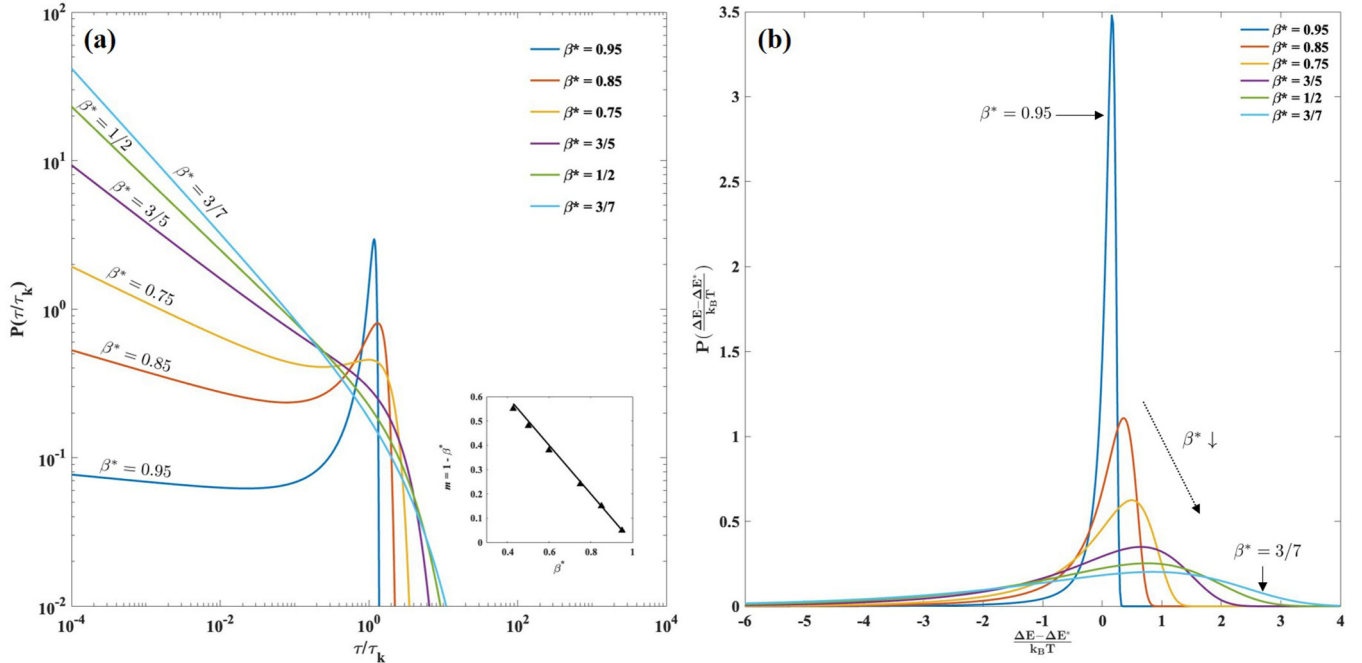 (a)
10^2
10^1
10^0
10^-1
10^-2
P(τ/τ_k)
β* = 0.95
β* = 0.85
β* = 0.75
β* = 3/5
β* = 1/2
β* = 3/7
β* = 1/2
β* = 3/7
β* = 3/5
β* = 0.75
β* = 0.85
β* = 0.95
0.6
0.5
0.4
0.3
0.2
0.1
0
m = 1 - β*
0.4 0.6 0.8 1
β*
10^-4 10^-2 10^0 10^2 10^4
τ/τ_k
(b)
3.5
3
2.5
2
1.5
1
0.5
0
P(ΔE−ΔE*/k_BT)
β* = 0.95
β* = 0.85
β* = 0.75
β* = 3/5
β* = 1/2
β* = 3/7
β* = 0.95
β* ↓
β* = 3/7
-6 -5 -4 -3 -2 -1 0 1 2 3 4
ΔE−ΔE*
k_BT